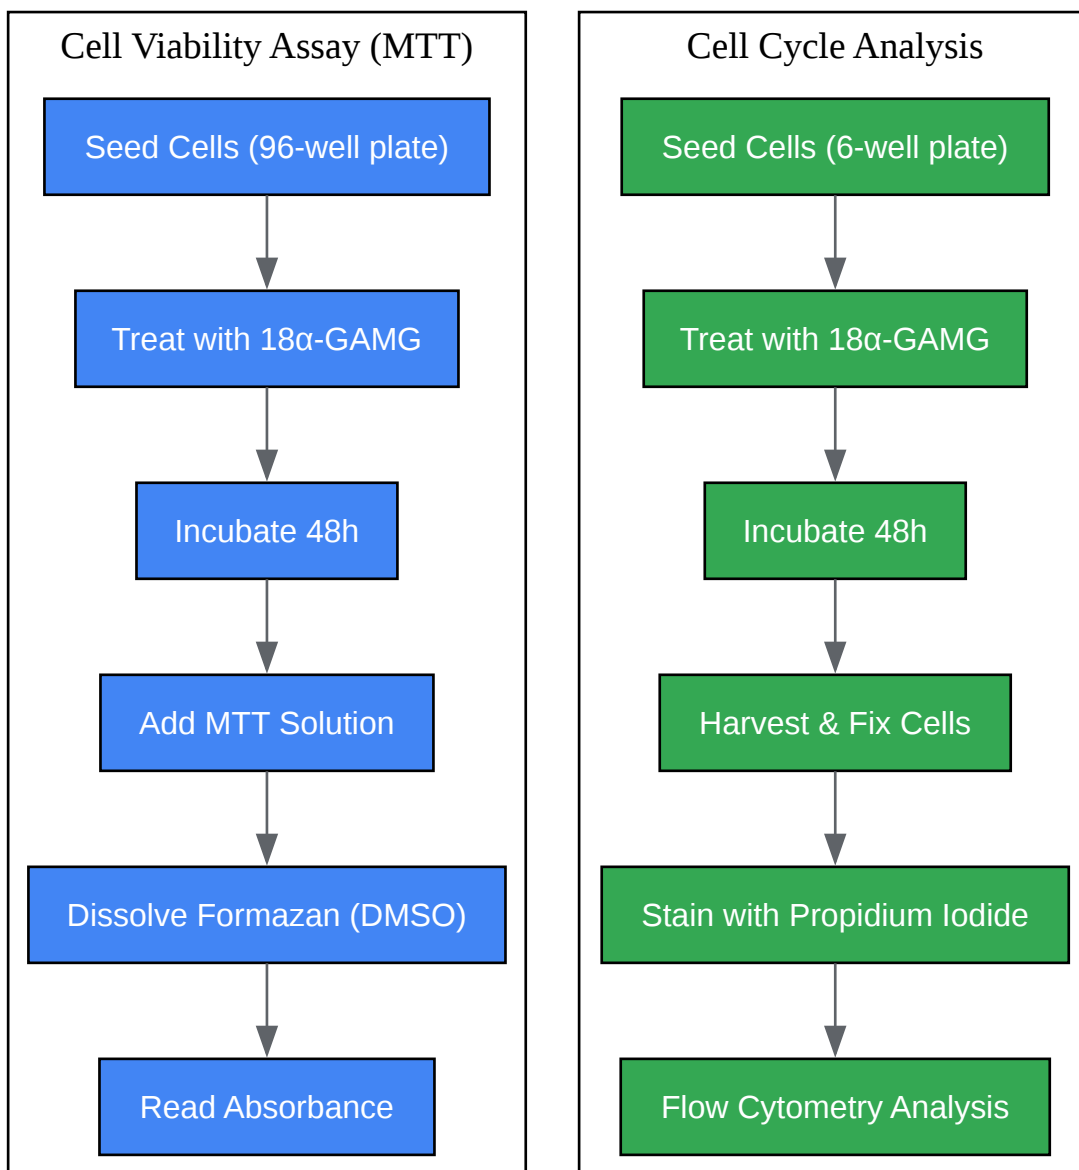 Cell Viability Assay (MTT)
Seed Cells (96-well plate)
Treat with 18α-GAMG
Incubate 48h
Add MTT Solution
Dissolve Formazan (DMSO)
Read Absorbance
Cell Cycle Analysis
Seed Cells (6-well plate)
Treat with 18α-GAMG
Incubate 48h
Harvest & Fix Cells
Stain with Propidium Iodide
Flow Cytometry Analysis